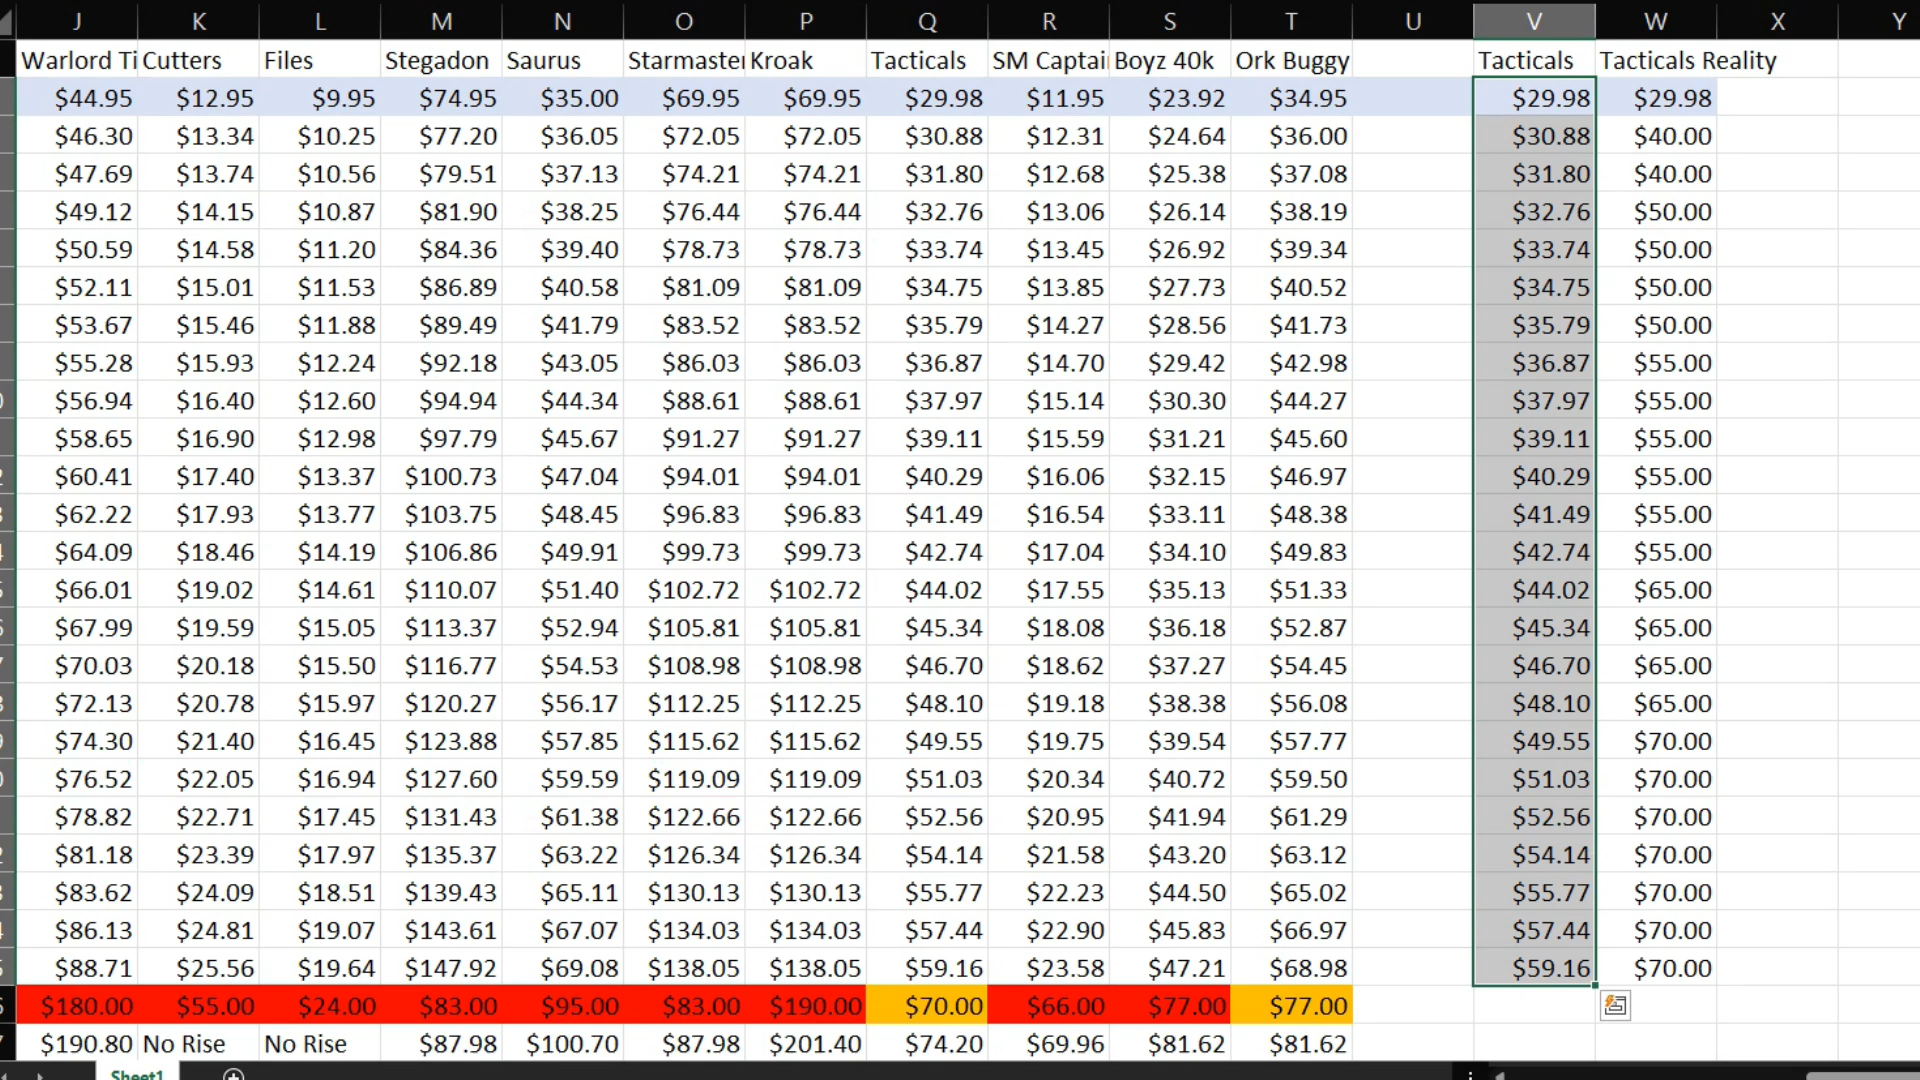 J K L M N O P Q R S T U V W X Y
Warlord Ti Cutters Files Stegadon Saurus Starmaster Kroak Tacticals SM Captai Boyz 40k Ork Buggy Tacticals Tacticals Reality
$44.95 $12.95 $9.95 $74.95 $35.00 $69.95 $69.95 $29.98 $11.95 $23.92 $34.95 $29.98 $29.98
$46.30 $13.34 $10.25 $77.20 $36.05 $72.05 $72.05 $30.88 $12.31 $24.64 $36.00 $30.88 $40.00
$47.69 $13.74 $10.56 $79.51 $37.13 $74.21 $74.21 $31.80 $12.68 $25.38 $37.08 $31.80 $40.00
$49.12 $14.15 $10.87 $81.90 $38.25 $76.44 $76.44 $32.76 $13.06 $26.14 $38.19 $32.76 $50.00
$50.59 $14.58 $11.20 $84.36 $39.40 $78.73 $78.73 $33.74 $13.45 $26.92 $39.34 $33.74 $50.00
$52.11 $15.01 $11.53 $86.89 $40.58 $81.09 $81.09 $34.75 $13.85 $27.73 $40.52 $34.75 $50.00
$53.67 $15.46 $11.88 $89.49 $41.79 $83.52 $83.52 $35.79 $14.27 $28.56 $41.73 $35.79 $50.00
$55.28 $15.93 $12.24 $92.18 $43.05 $86.03 $86.03 $36.87 $14.70 $29.42 $42.98 $36.87 $55.00
$56.94 $16.40 $12.60 $94.94 $44.34 $88.61 $88.61 $37.97 $15.14 $30.30 $44.27 $37.97 $55.00
$58.65 $16.90 $12.98 $97.79 $45.67 $91.27 $91.27 $39.11 $15.59 $31.21 $45.60 $39.11 $55.00
$60.41 $17.40 $13.37 $100.73 $47.04 $94.01 $94.01 $40.29 $16.06 $32.15 $46.97 $40.29 $55.00
$62.22 $17.93 $13.77 $103.75 $48.45 $96.83 $96.83 $41.49 $16.54 $33.11 $48.38 $41.49 $55.00
$64.09 $18.46 $14.19 $106.86 $49.91 $99.73 $99.73 $42.74 $17.04 $34.10 $49.83 $42.74 $55.00
$66.01 $19.02 $14.61 $110.07 $51.40 $102.72 $102.72 $44.02 $17.55 $35.13 $51.33 $44.02 $65.00
$67.99 $19.59 $15.05 $113.37 $52.94 $105.81 $105.81 $45.34 $18.08 $36.18 $52.87 $45.34 $65.00
$70.03 $20.18 $15.50 $116.77 $54.53 $108.98 $108.98 $46.70 $18.62 $37.27 $54.45 $46.70 $65.00
$72.13 $20.78 $15.97 $120.27 $56.17 $112.25 $112.25 $48.10 $19.18 $38.38 $56.08 $48.10 $65.00
$74.30 $21.40 $16.45 $123.88 $57.85 $115.62 $115.62 $49.55 $19.75 $39.54 $57.77 $49.55 $70.00
$76.52 $22.05 $16.94 $127.60 $59.59 $119.09 $119.09 $51.03 $20.34 $40.72 $59.50 $51.03 $70.00
$78.82 $22.71 $17.45 $131.43 $61.38 $122.66 $122.66 $52.56 $20.95 $41.94 $61.29 $52.56 $70.00
$81.18 $23.39 $17.97 $135.37 $63.22 $126.34 $126.34 $54.14 $21.58 $43.20 $63.12 $54.14 $70.00
$83.62 $24.09 $18.51 $139.43 $65.11 $130.13 $130.13 $55.77 $22.23 $44.50 $65.02 $55.77 $70.00
$86.13 $24.81 $19.07 $143.61 $67.07 $134.03 $134.03 $57.44 $22.90 $45.83 $66.97 $57.44 $70.00
$88.71 $25.56 $19.64 $147.92 $69.08 $138.05 $138.05 $59.16 $23.58 $47.21 $68.98 $59.16 $70.00
$180.00 $55.00 $24.00 $83.00 $95.00 $83.00 $190.00 $70.00 $66.00 $77.00 $77.00
$190.80 No Rise No Rise $87.98 $100.70 $87.98 $201.40 $74.20 $69.96 $81.62 $81.62
Sheet1